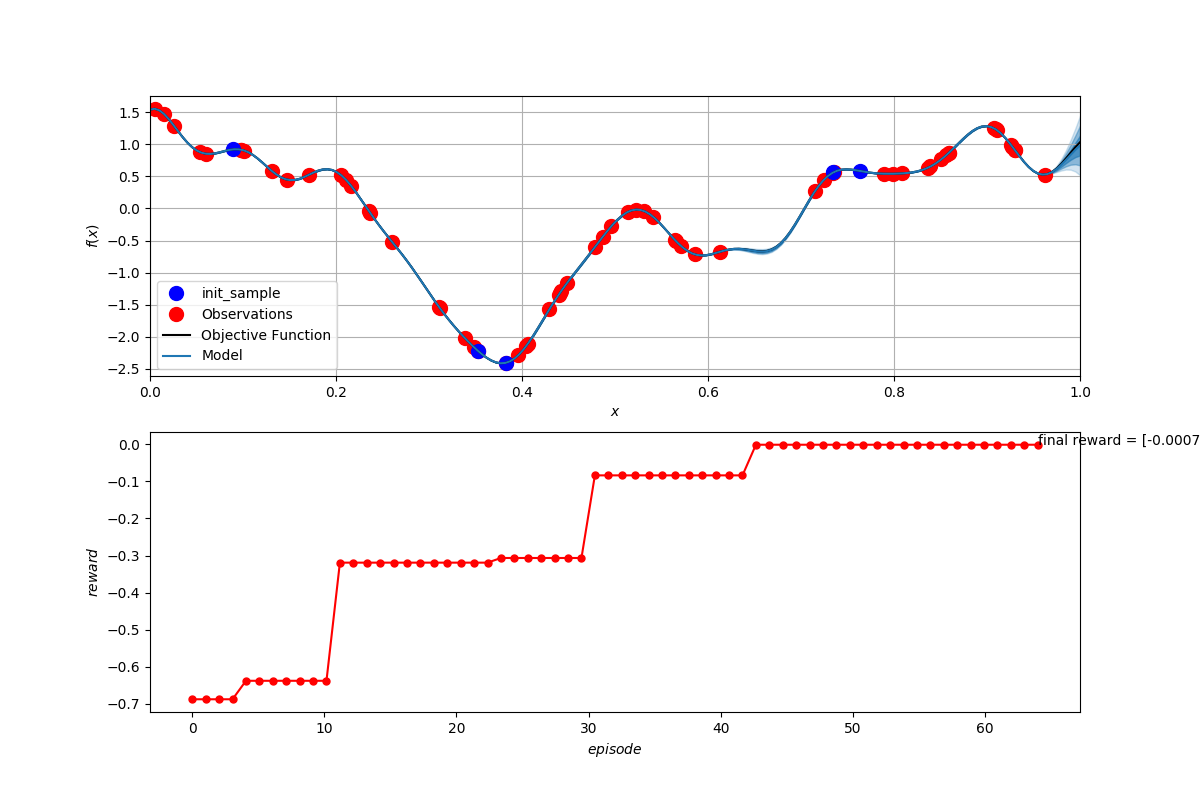 1.5
1.0
0.5
0.0
−0.5
−1.0
−1.5
−2.0
−2.5
f(x)
init_sample
Observations
Objective Function
Model
0.0 0.2 0.4 0.6 0.8 1.0
x
final reward = [-0.0007
0.0
−0.1
−0.2
−0.3
−0.4
−0.5
−0.6
−0.7
reward
0 10 20 30 40 50 60
episode